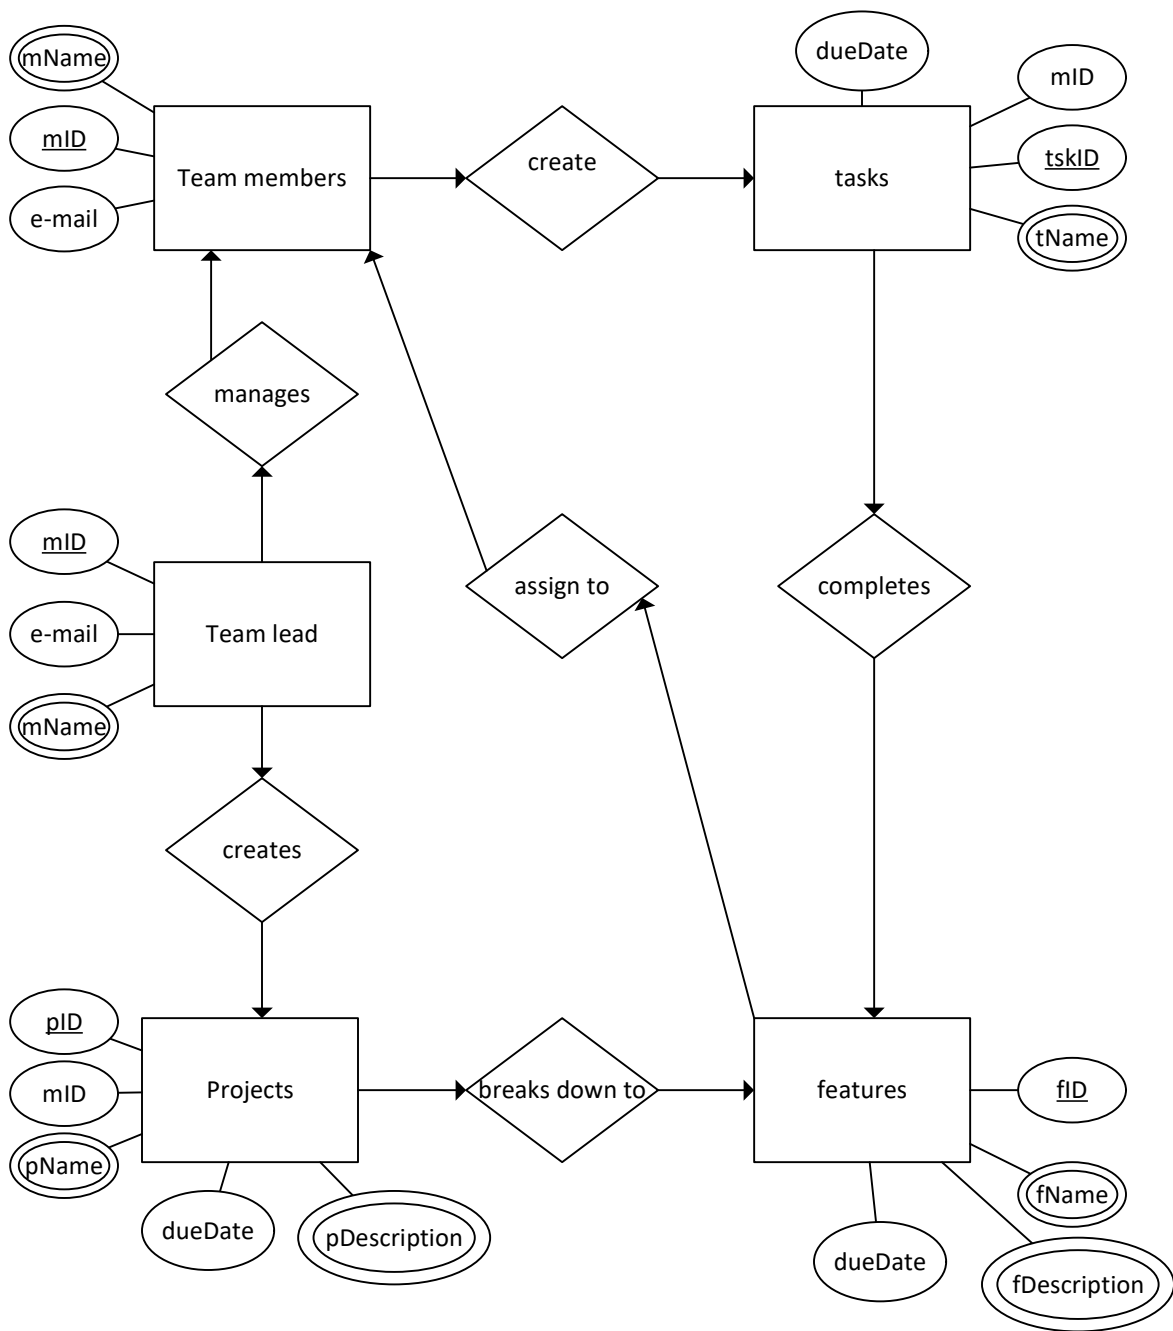 mName
dueDate
mID
mID
create
Team members
tasks
tskID
e-mail
tName
manages
mID
assign to
completes
e-mail
Team lead
mName
creates
pID
mID
Projects
breaks down to
features
fID
pName
fName
dueDate
pDescription
dueDate
fDescription